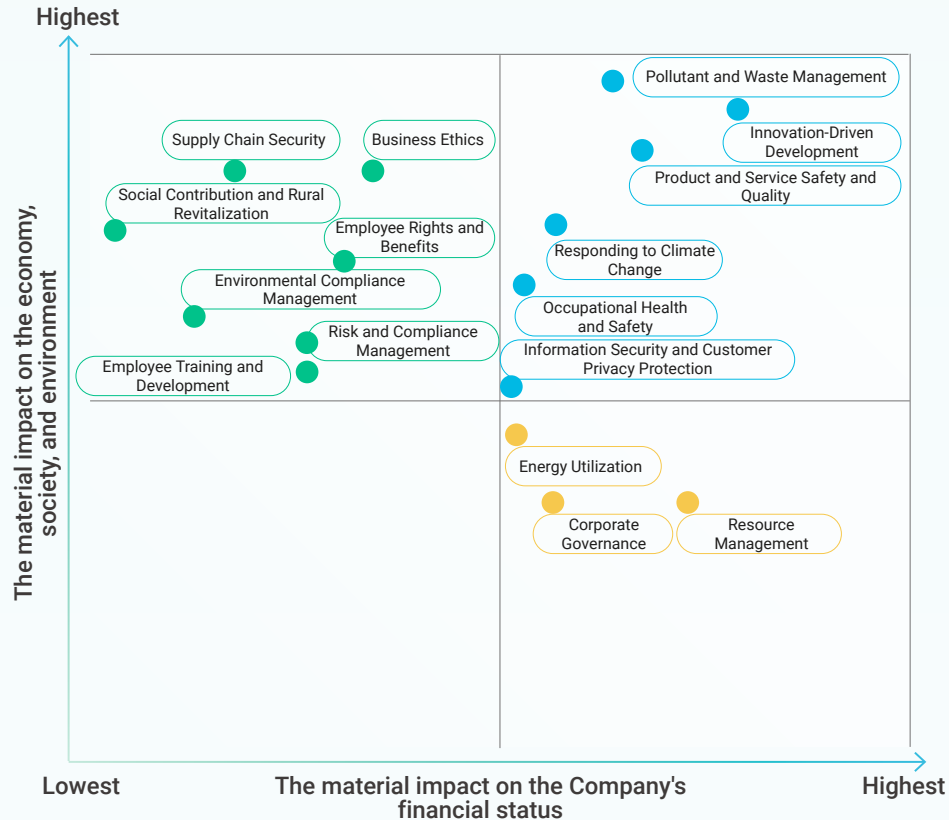 Highest
Pollutant and Waste Management
Innovation-Driven
Development
Supply Chain Security
Business Ethics
Product and Service Safety and
Quality
Social Contribution and Rural
Revitalization
Employee Rights and
Benefits
Responding to Climate
Change
Environmental Compliance
Management
Occupational Health
and Safety
Risk and Compliance
Management
Information Security and Customer
Privacy Protection
Employee Training and
Development
Energy Utilization
Corporate
Governance
Resource
Management
The material impact on the economy,
society, and environment
Lowest
The material impact on the Company's
financial status
Highest